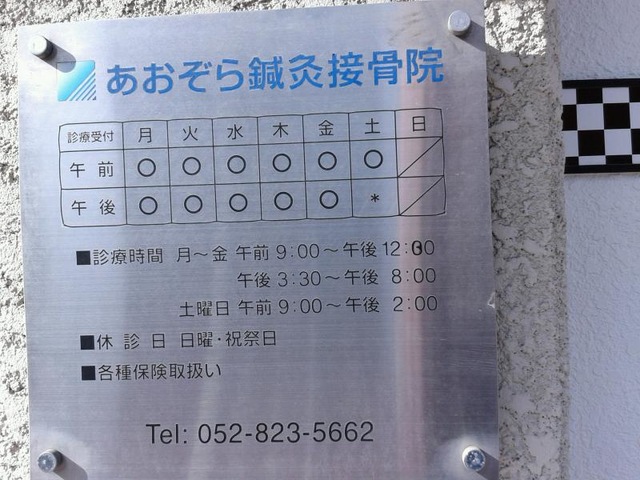 あおぞら鍼灸接骨院
診療受付 月 火 水 木 金 土 日
午前 ○ ○ ○ ○ ○ ○ ／
午後 ○ ○ ○ ○ ○ * ／
■診療時間 月～金 午前 9:00～午後12:00
午後 3:30～ 8:00
土曜日 午前 9:00～午後 2:00
■休診日 日曜・祝祭日
■各種保険取扱い
Tel: 052-823-5662